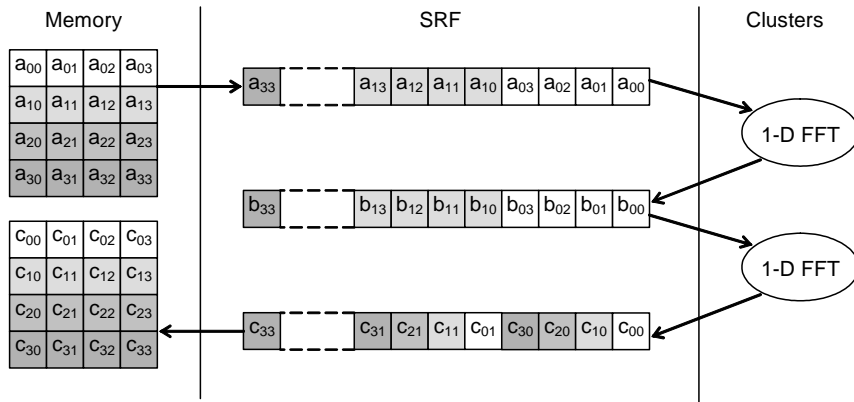 Memory SRF Clusters
a₀₀ a₀₁ a₀₂ a₀₃
a₁₀ a₁₁ a₁₂ a₁₃
a₂₀ a₂₁ a₂₂ a₂₃
a₃₀ a₃₁ a₃₂ a₃₃
a₃₃ a₁₃ a₁₂ a₁₁ a₁₀ a₀₃ a₀₂ a₀₁ a₀₀
1-D FFT
b₃₃ b₁₃ b₁₂ b₁₁ b₁₀ b₀₃ b₀₂ b₀₁ b₀₀
c₀₀ c₀₁ c₀₂ c₀₃
c₁₀ c₁₁ c₁₂ c₁₃
c₂₀ c₂₁ c₂₂ c₂₃
c₃₀ c₃₁ c₃₂ c₃₃
1-D FFT
c₃₃ c₃₁ c₂₁ c₁₁ c₀₁ c₃₀ c₂₀ c₁₀ c₀₀